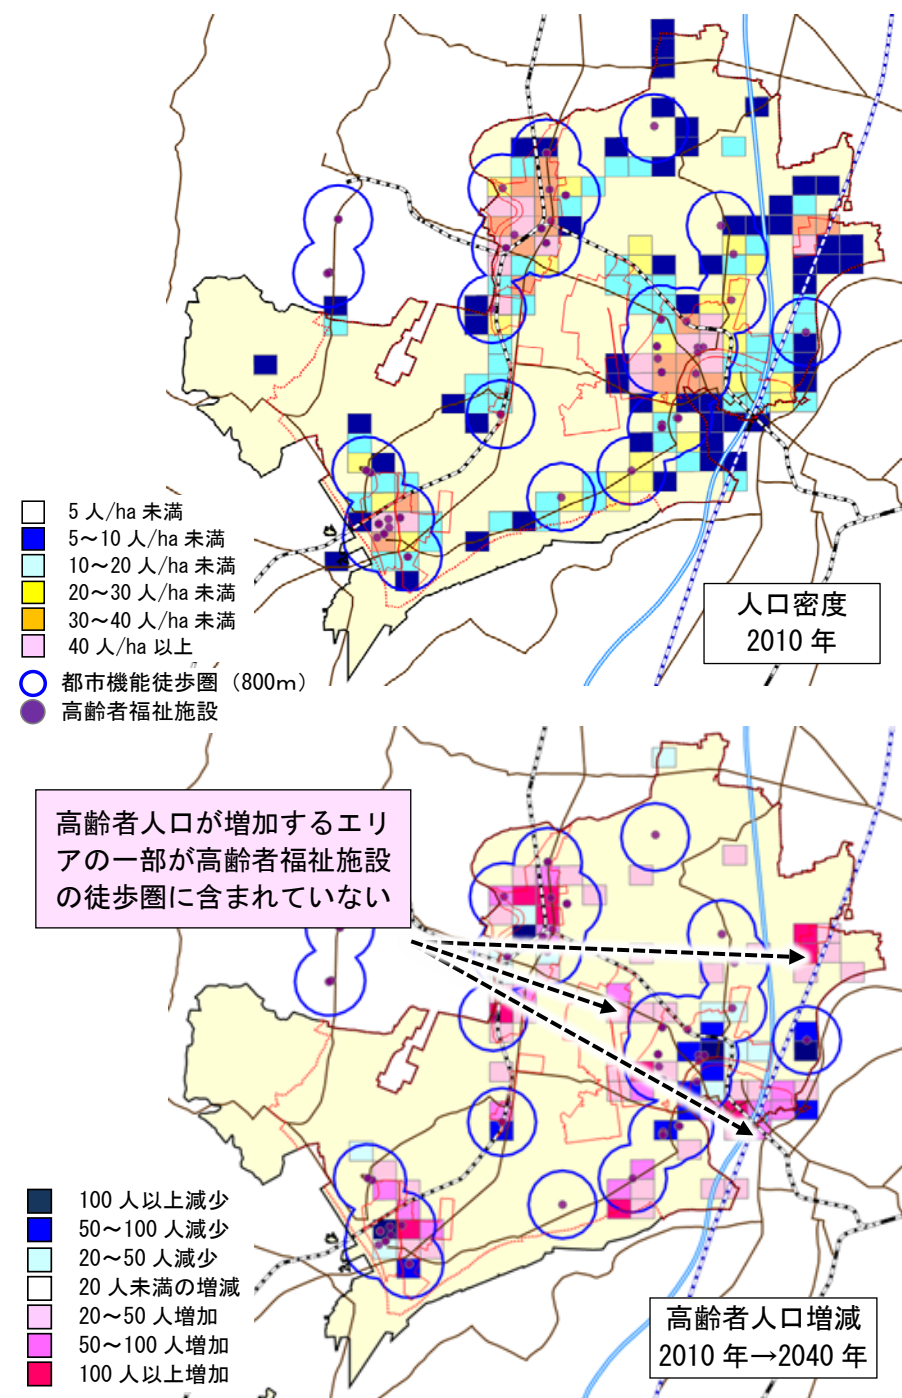 5 人/ha 未満
5～10 人/ha 未満
10～20 人/ha 未満
20～30 人/ha 未満
30～40 人/ha 未満
40 人/ha 以上
都市機能徒歩圏（800ｍ）
高齢者福祉施設
人口密度
2010 年
高齢者人口が増加するエリ
アの一部が高齢者福祉施設
の徒歩圏に含まれていない
100 人以上減少
50～100 人減少
20～50 人減少
20 人未満の増減
20～50 人増加
50～100 人増加
100 人以上増加
高齢者人口増減
2010 年→2040 年